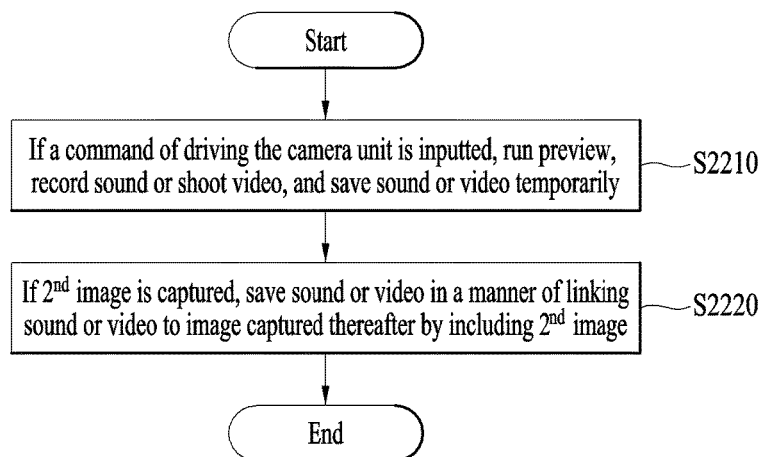 Start
If a command of driving the camera unit is inputted, run preview,
record sound or shoot video, and save sound or video temporarily
S2210
If 2nd image is captured, save sound or video in a manner of linking
sound or video to image captured thereafter by including 2nd image
S2220
End